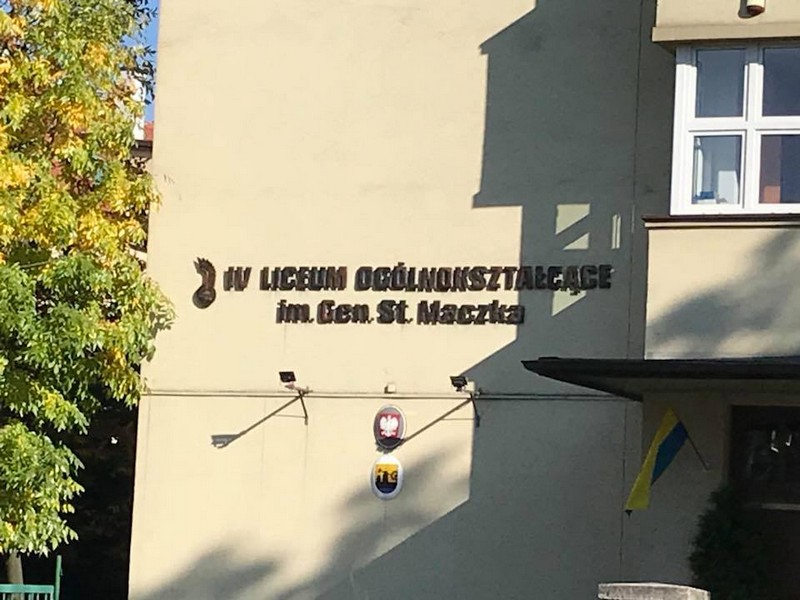 IV LICEUM OGÓLNOKSZTAŁCĄCE
im. Gen. St. Maczka